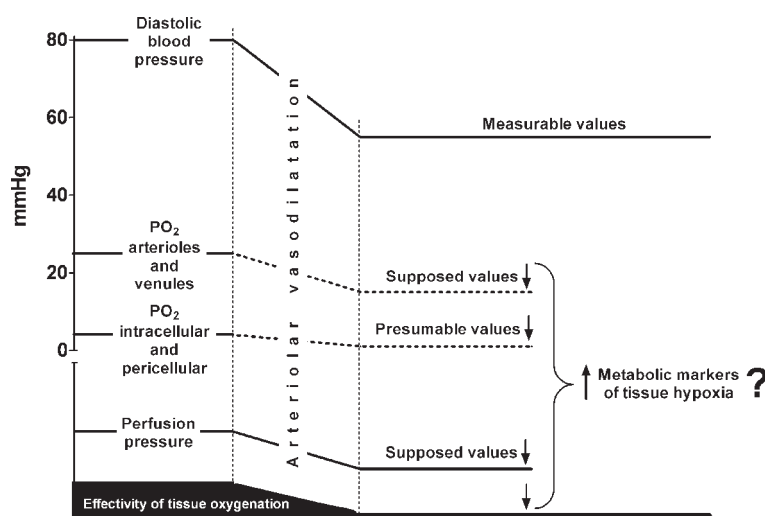 Diastolic
blood
pressure
80
60
40
20
0
mmHg
Measurable values
PO2
arterioles
and
venules
Supposed values
PO2
intracellular
and
pericellular
Presumable values
Arteriolar vasodilatation
Metabolic markers
of tissue hypoxia
?
Perfusion
pressure
Supposed values
Effectivity of tissue oxygenation